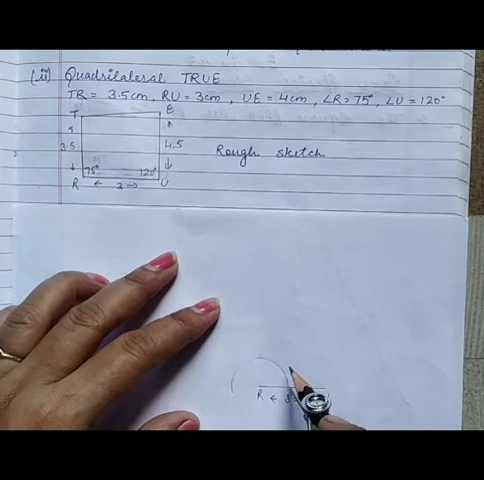 (ii) Quadrilateral TRUE
TR = 3.5cm, RU = 3cm, UE = 4cm, ∠R = 75°, ∠U = 120°
T E
3.5 4.5 Rough sketch
75° 120°
R ← 3 → U
R ← 3